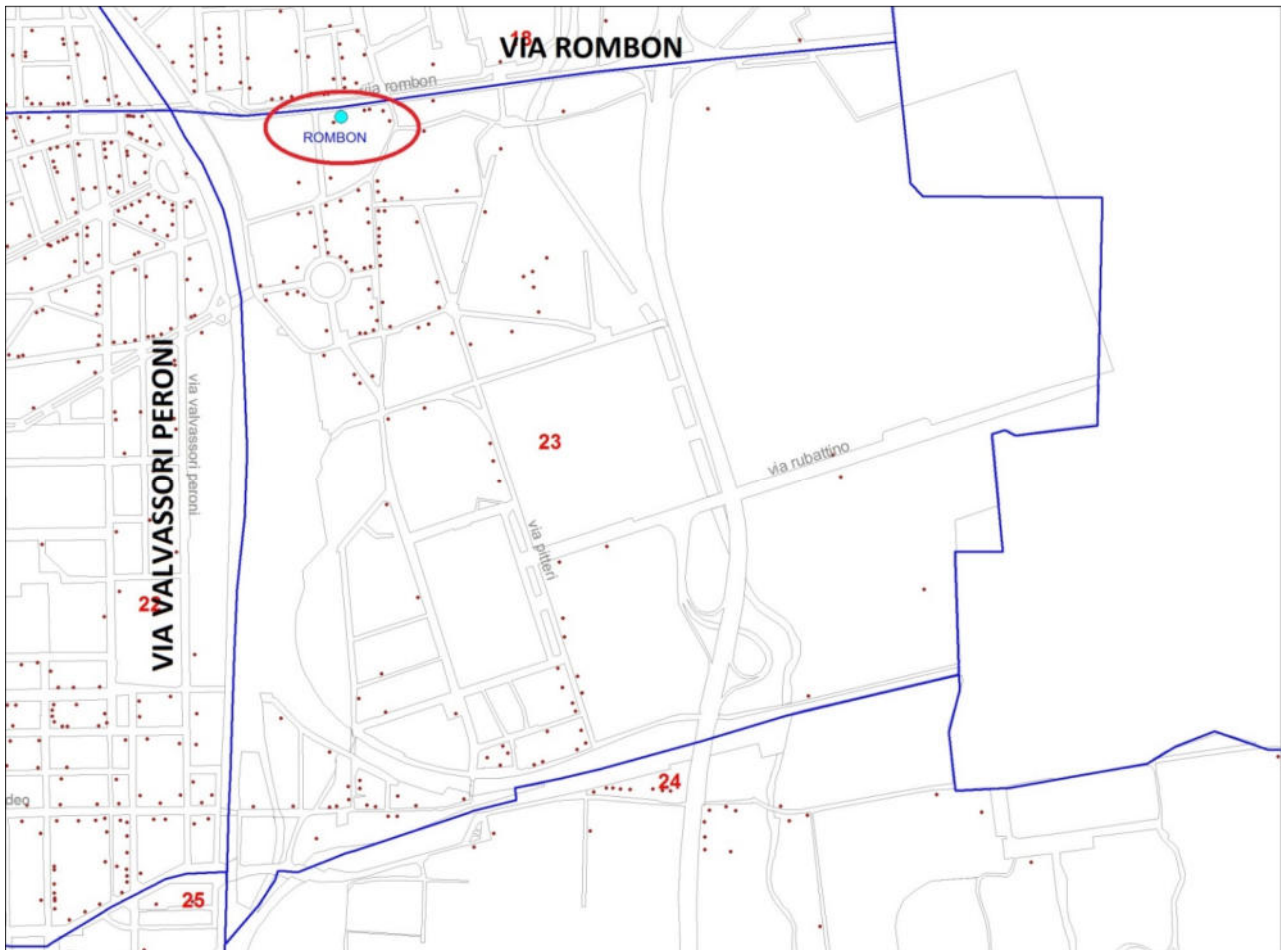 18
VIA ROMBON
via rombon
ROMBON
VIA VALVASSORI PERONI
via valvassori peroni
23
via rubattino
via pitteri
22
24
deo
25